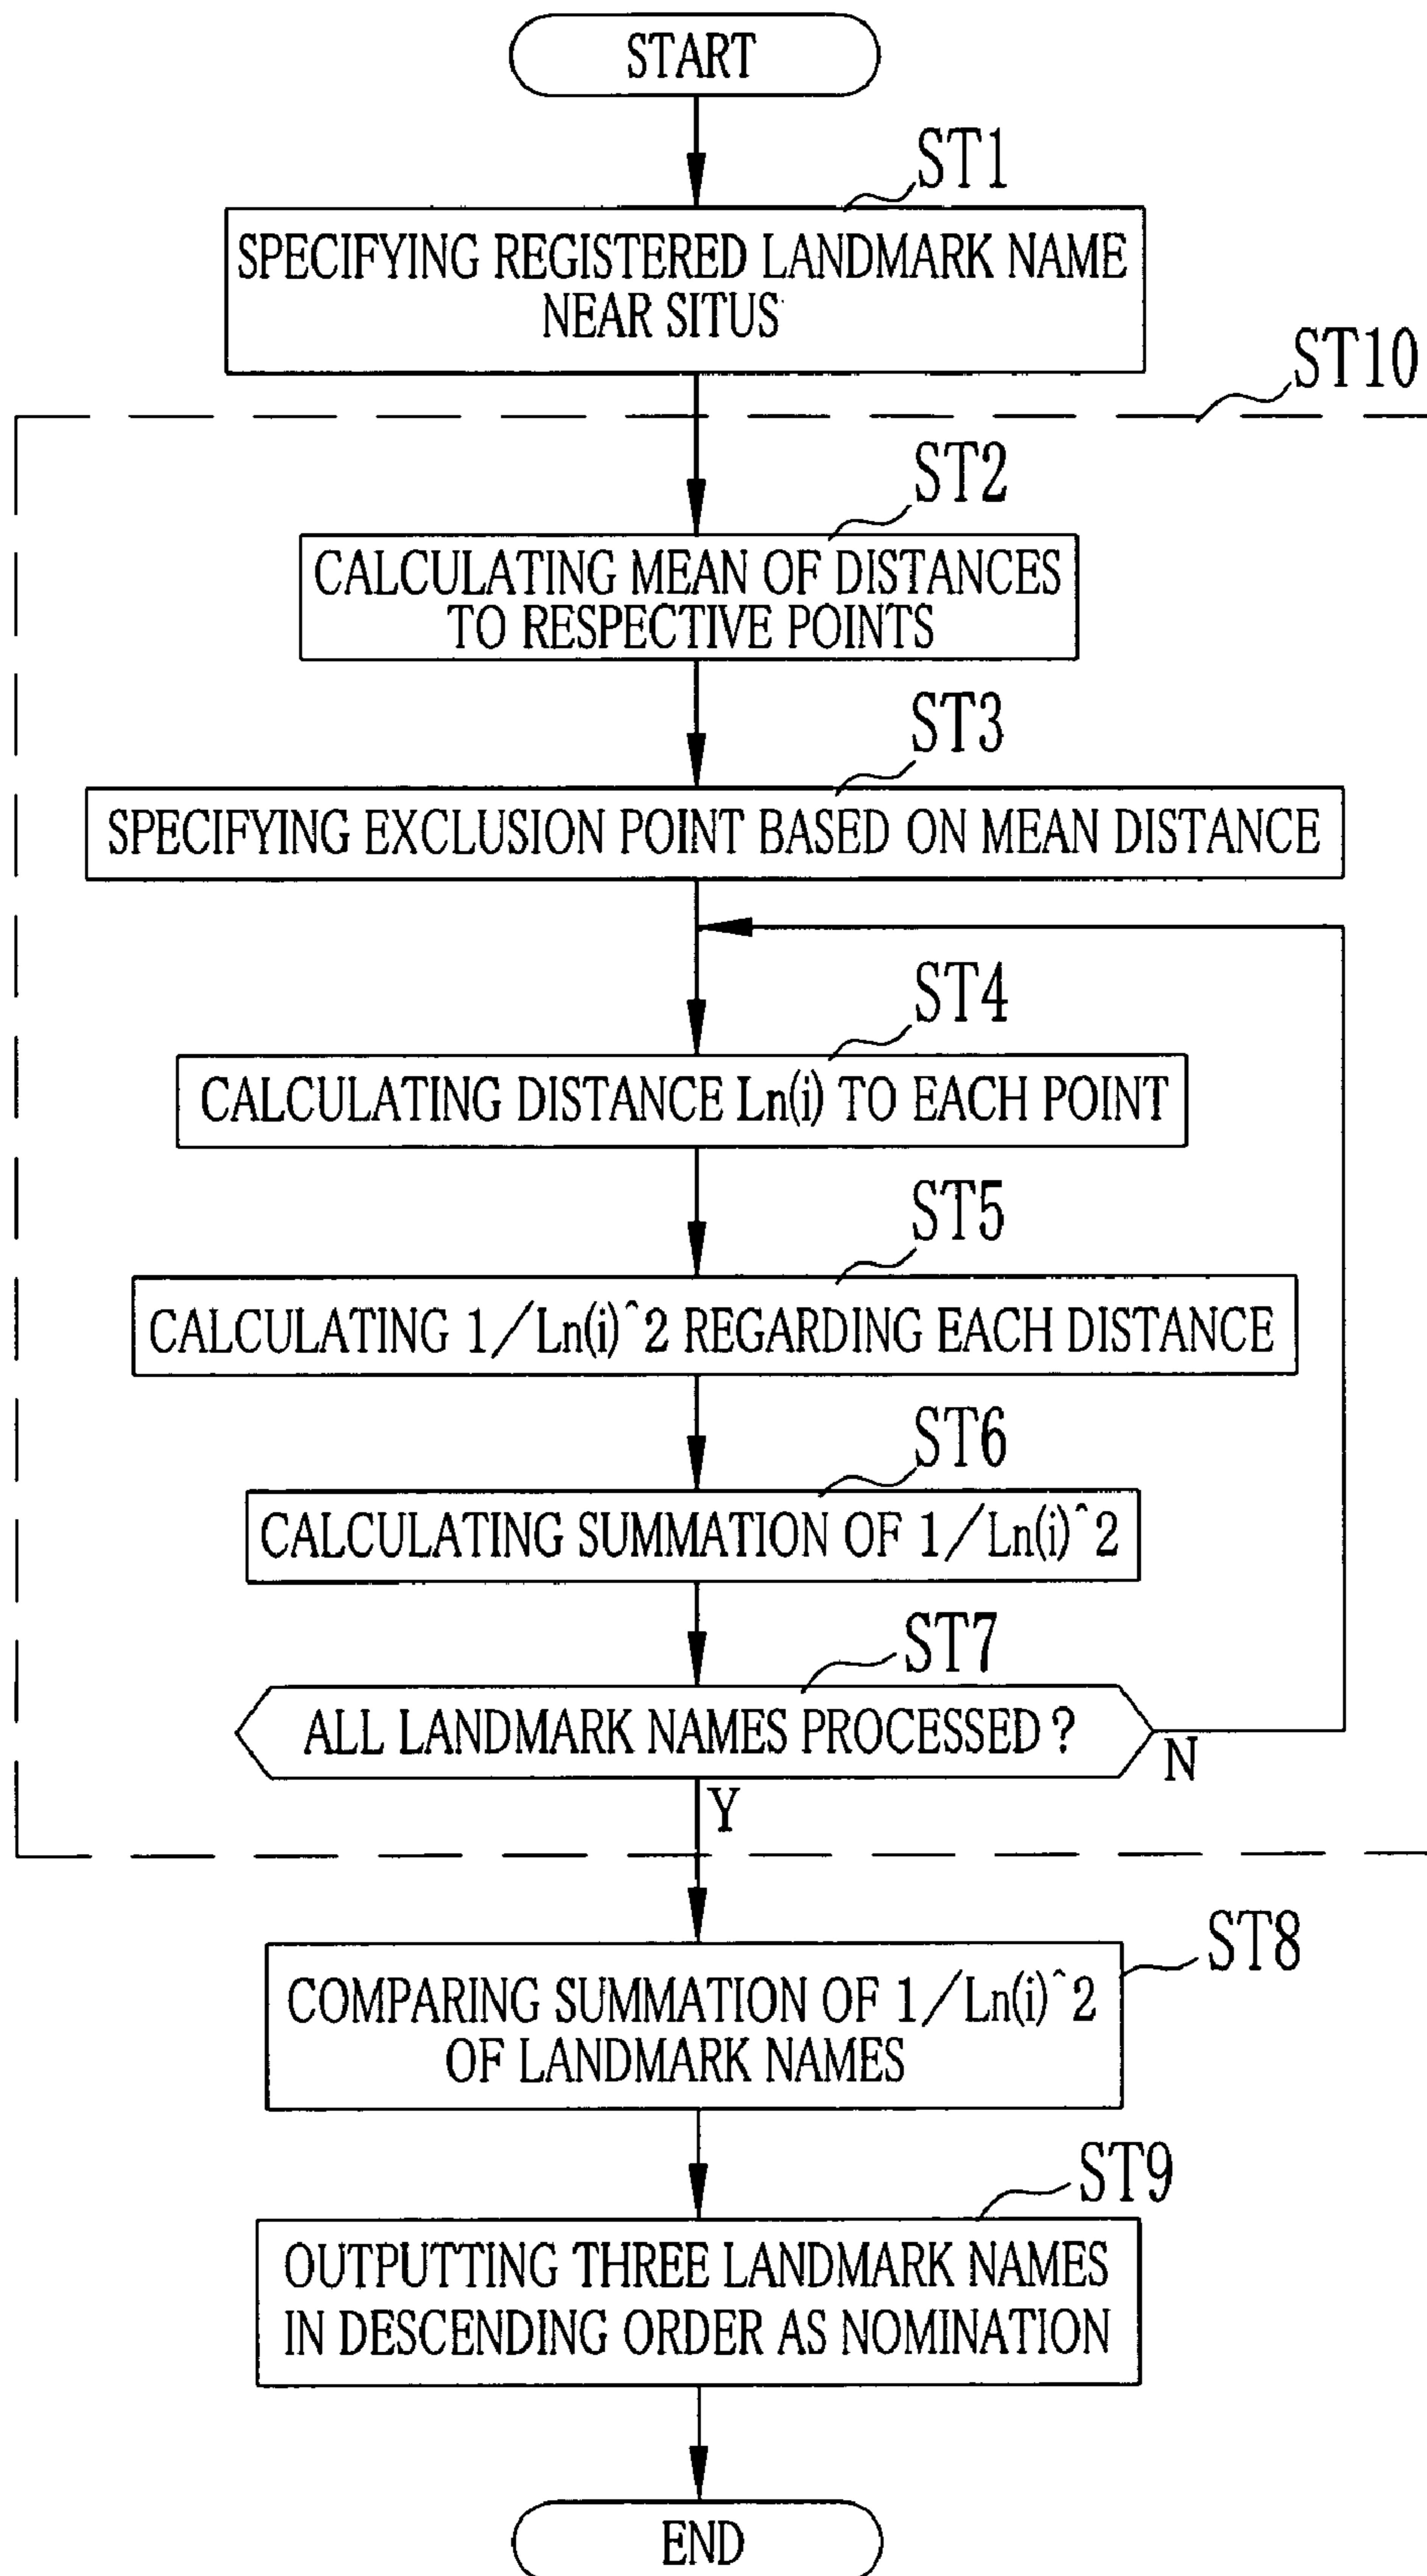 START
ST1
SPECIFYING REGISTERED LANDMARK NAME
NEAR SITUS
ST10
ST2
CALCULATING MEAN OF DISTANCES
TO RESPECTIVE POINTS
ST3
SPECIFYING EXCLUSION POINT BASED ON MEAN DISTANCE
ST4
CALCULATING DISTANCE Ln(i) TO EACH POINT
ST5
CALCULATING 1/Ln(i)^2 REGARDING EACH DISTANCE
ST6
CALCULATING SUMMATION OF 1/Ln(i)^2
ST7
ALL LANDMARK NAMES PROCESSED?
N
Y
ST8
COMPARING SUMMATION OF 1/Ln(i)^2
OF LANDMARK NAMES
ST9
OUTPUTTING THREE LANDMARK NAMES
IN DESCENDING ORDER AS NOMINATION
END